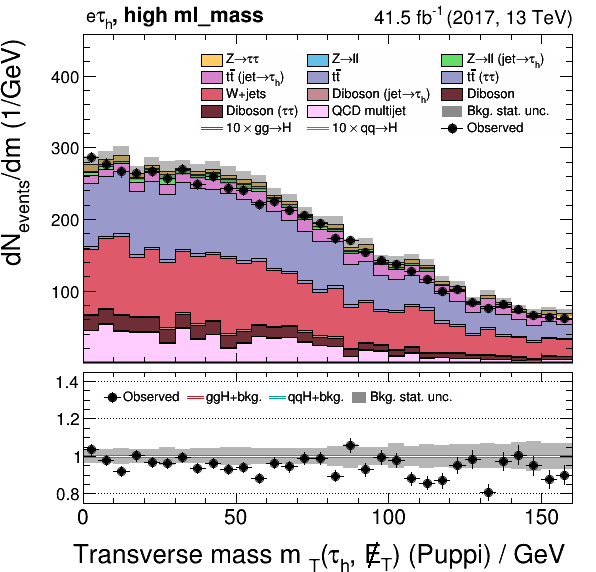 eτh, high ml_mass
41.5 fb⁻¹ (2017, 13 TeV)
dNevents/dm (1/GeV)
400
300
200
100
Z→ττ
Z→ll
Z→ll (jet→τh)
tt̄ (jet→τh)
tt̄
tt̄ (ττ)
W+jets
Diboson (jet→τh)
Diboson
Diboson (ττ)
QCD multijet
Bkg. stat. unc.
10 × gg→H
10 × qq→H
Observed
1.4
1.2
1
0.8
Observed
ggH+bkg.
qqH+bkg.
Bkg. stat. unc.
0
50
100
150
Transverse mass m T(τh, E̸T) (Puppi) / GeV